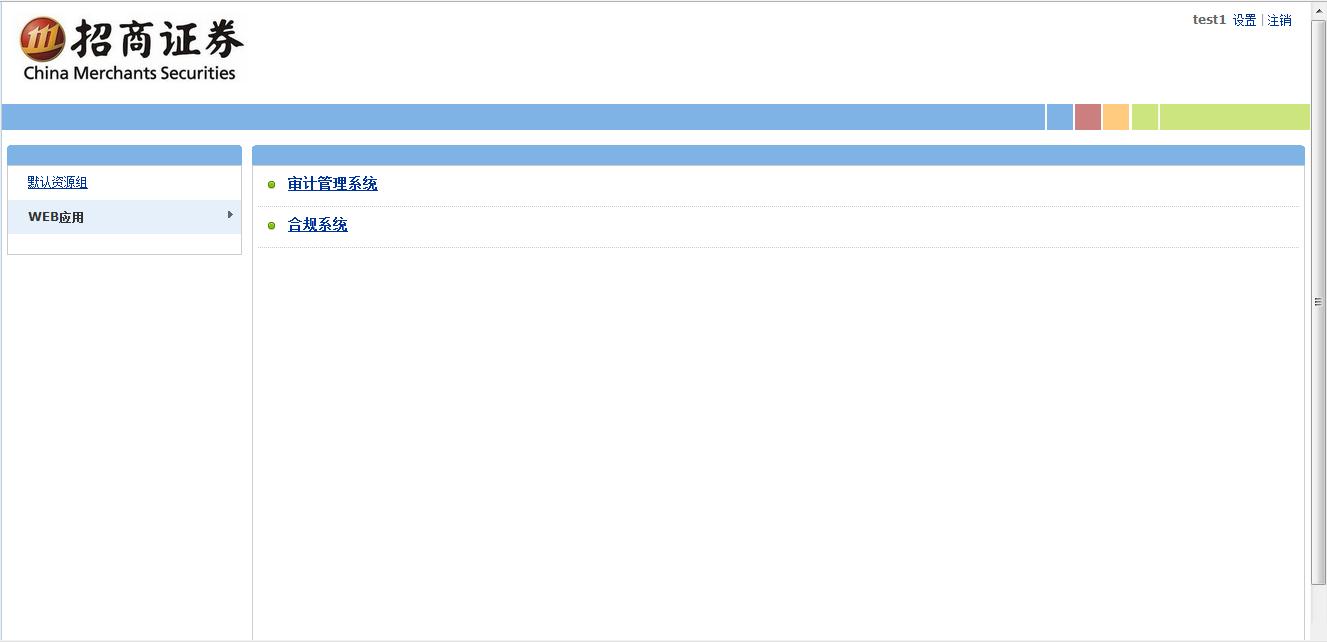 招商证券
China Merchants Securities
test1 设置 | 注销
默认资源组
WEB应用
审计管理系统
合规系统